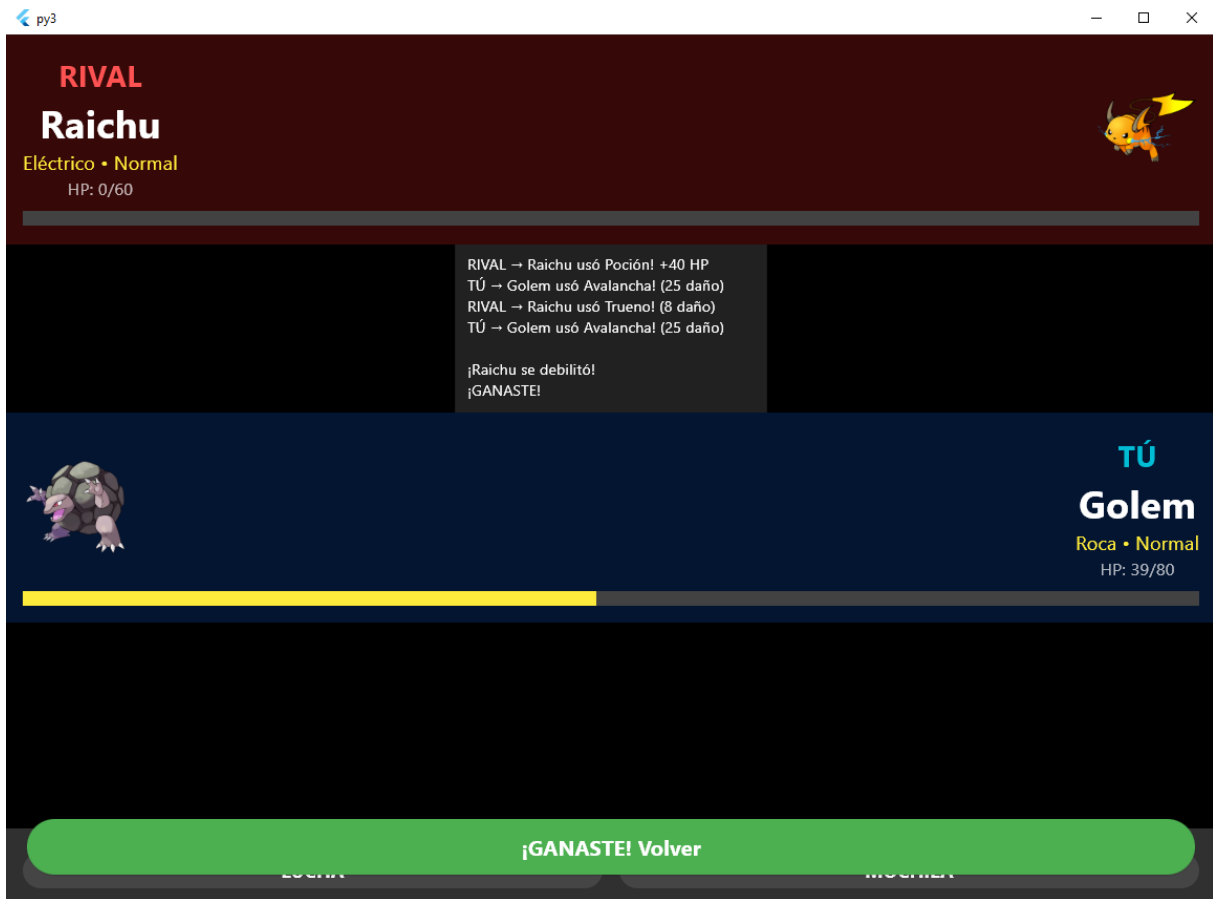 py3
RIVAL
Raichu
Eléctrico • Normal
HP: 0/60
RIVAL → Raichu usó Poción! +40 HP
TÚ → Golem usó Avalancha! (25 daño)
RIVAL → Raichu usó Trueno! (8 daño)
TÚ → Golem usó Avalancha! (25 daño)
¡Raichu se debilitó!
¡GANASTE!
TÚ
Golem
Roca • Normal
HP: 39/80
¡GANASTE! Volver